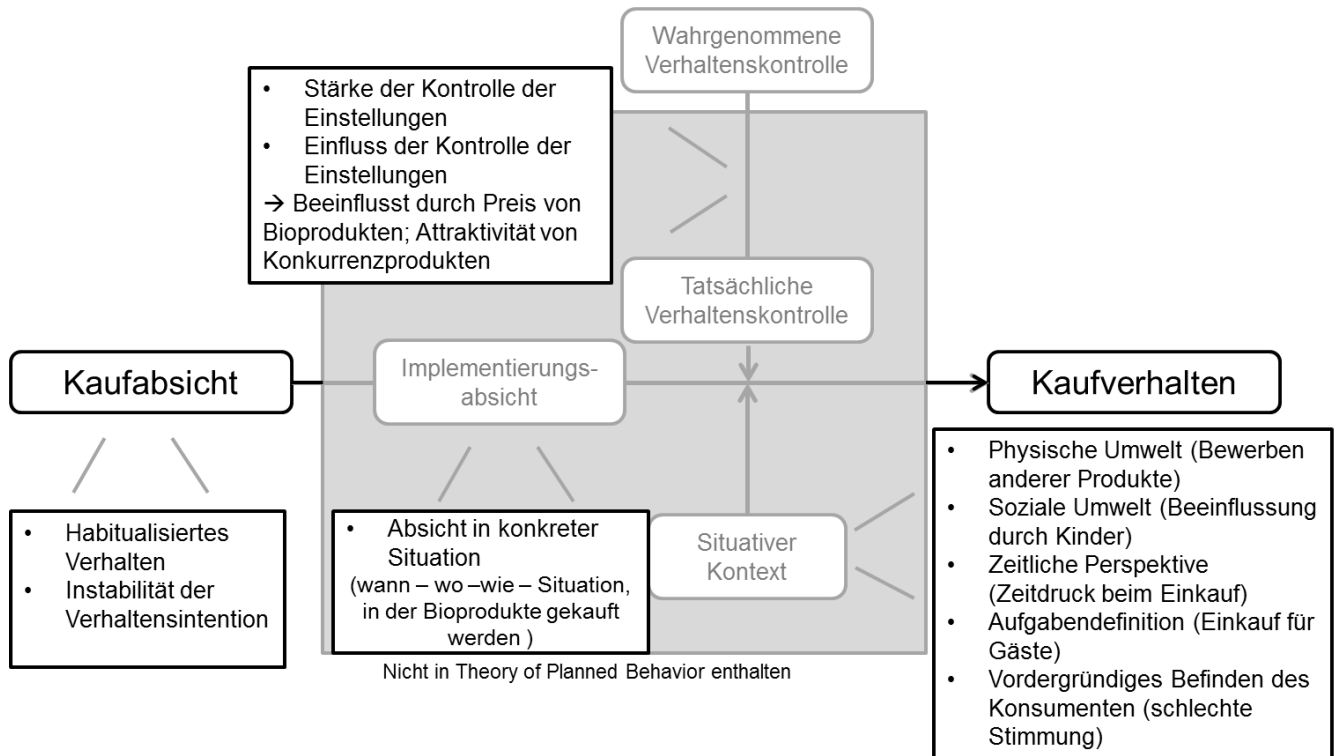 Wahrgenommene
Verhaltenskontrolle
• Stärke der Kontrolle der
Einstellungen
• Einfluss der Kontrolle der
Einstellungen
→ Beeinflusst durch Preis von
Bioprodukten; Attraktivität von
Konkurrenzprodukten
Tatsächliche
Verhaltenskontrolle
Kaufabsicht
Implementierungs-
absicht
Kaufverhalten
• Habitualisiertes
Verhalten
• Instabilität der
Verhaltensintention
• Absicht in konkreter
Situation
(wann – wo –wie – Situation,
in der Bioprodukte gekauft
werden )
Situativer
Kontext
• Physische Umwelt (Bewerben
anderer Produkte)
• Soziale Umwelt (Beeinflussung
durch Kinder)
• Zeitliche Perspektive
(Zeitdruck beim Einkauf)
• Aufgabendefinition (Einkauf für
Gäste)
• Vordergründiges Befinden des
Konsumenten (schlechte
Stimmung)
Nicht in Theory of Planned Behavior enthalten